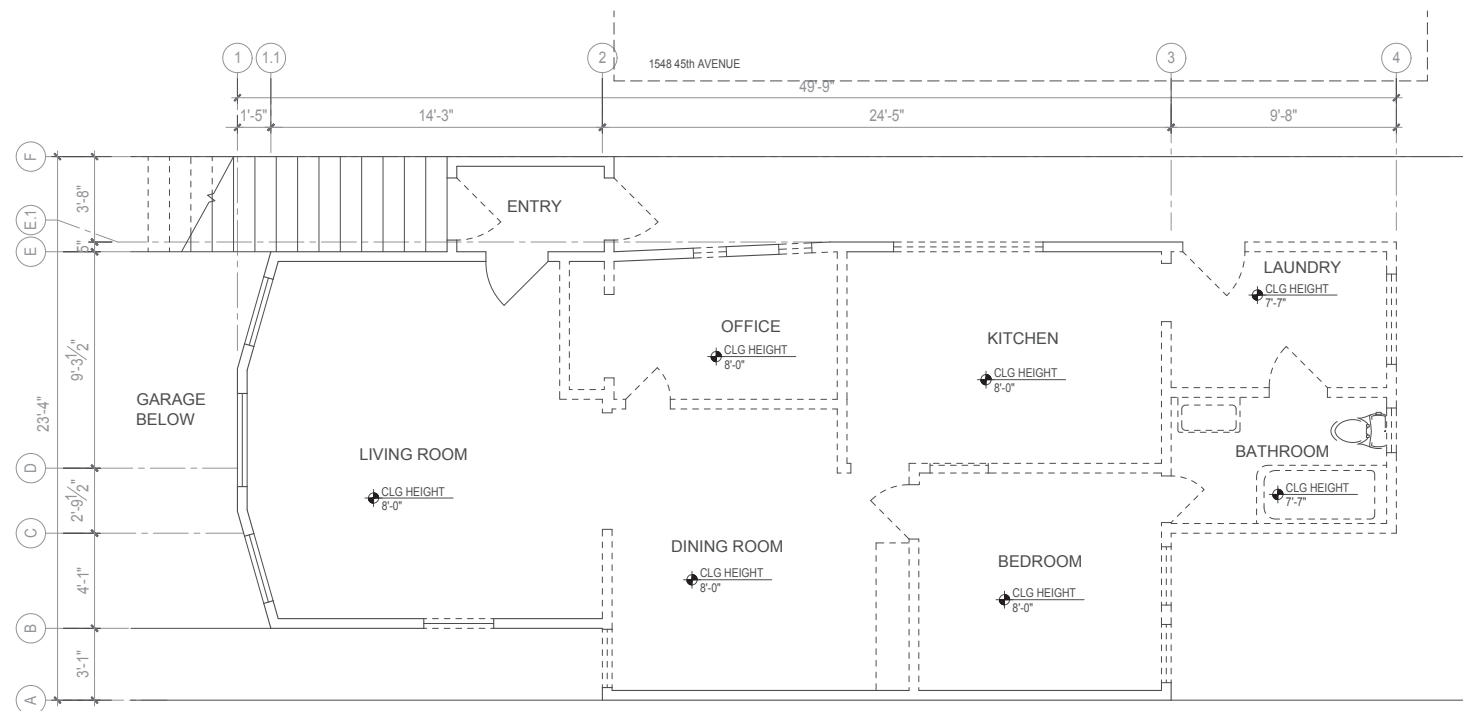 1
1.1
2
3
4
1548 45th AVENUE
49'-9"
1'-5"
14'-3"
24'-5"
9'-8"
F
3'-8"
E.1
5"
E
ENTRY
LAUNDRY
CLG HEIGHT
7'-7"
OFFICE
CLG HEIGHT
8'-0"
KITCHEN
CLG HEIGHT
8'-0"
9'-3½"
23'-4"
GARAGE
BELOW
LIVING ROOM
CLG HEIGHT
8'-0"
BATHROOM
CLG HEIGHT
7'-7"
D
2'-9½"
C
DINING ROOM
CLG HEIGHT
8'-0"
BEDROOM
CLG HEIGHT
8'-0"
4'-1"
B
3'-1"
A